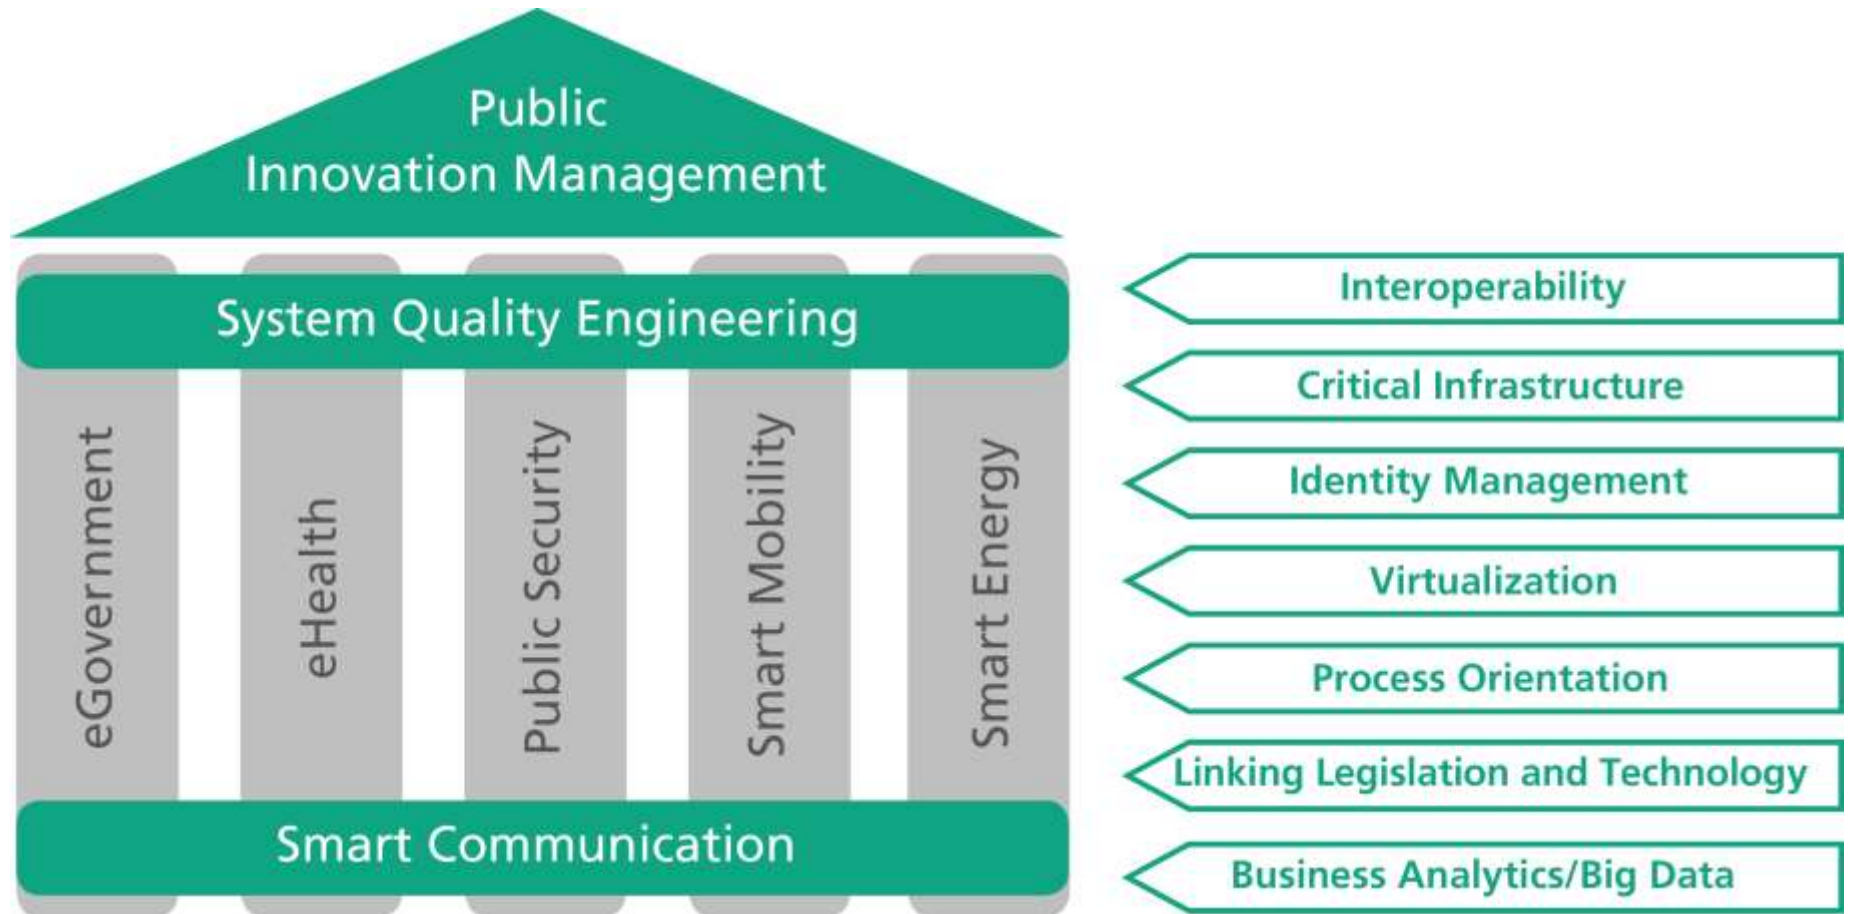 Public
Innovation Management
System Quality Engineering
eGovernment
eHealth
Public Security
Smart Mobility
Smart Energy
Smart Communication
Interoperability
Critical Infrastructure
Identity Management
Virtualization
Process Orientation
Linking Legislation and Technology
Business Analytics/Big Data